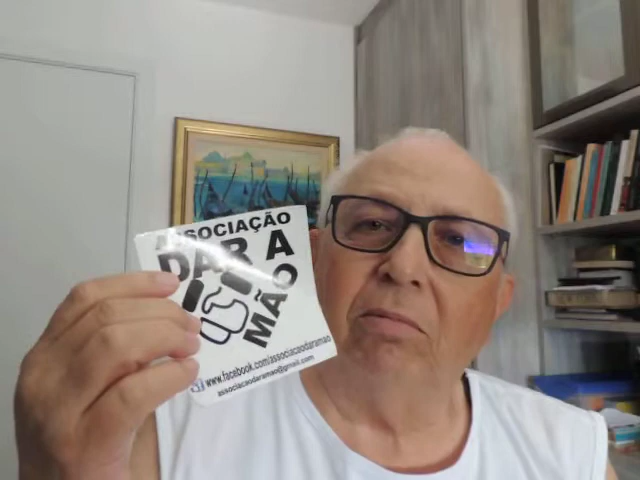 ASSOCIAÇÃO
DAR A
MÃO
www.facebook.com/associacaodaramao
associacaodaramao@gmail.com